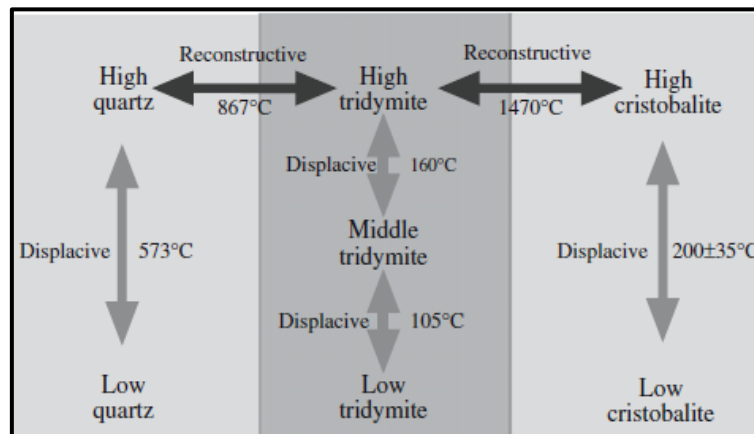 Reconstructive
Reconstructive
High
quartz
867°C
High
tridymite
1470°C
High
cristobalite
Displacive
160°C
Displacive
573°C
Middle
tridymite
Displacive
200±35°C
Displacive
105°C
Low
quartz
Low
tridymite
Low
cristobalite